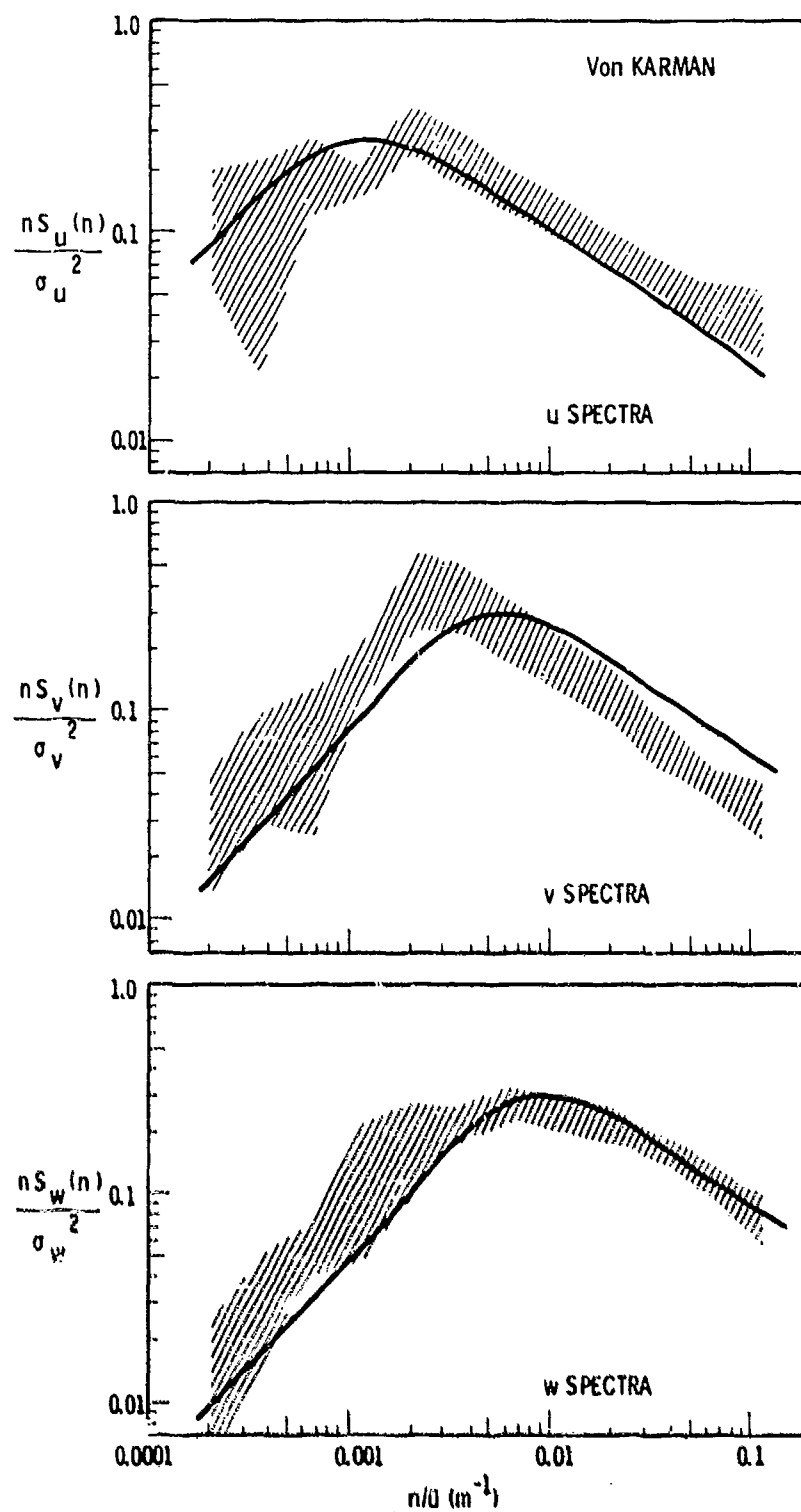 1.0
Von KARMAN
nS_u(n)
σ_u^2
0.1
0.01
u SPECTRA
1.0
nS_v(n)
σ_v^2
0.1
0.01
v SPECTRA
1.0
nS_w(n)
σ_w^2
0.1
0.01
w SPECTRA
0.0001 0.001 0.01 0.1
n/ū (m⁻¹)